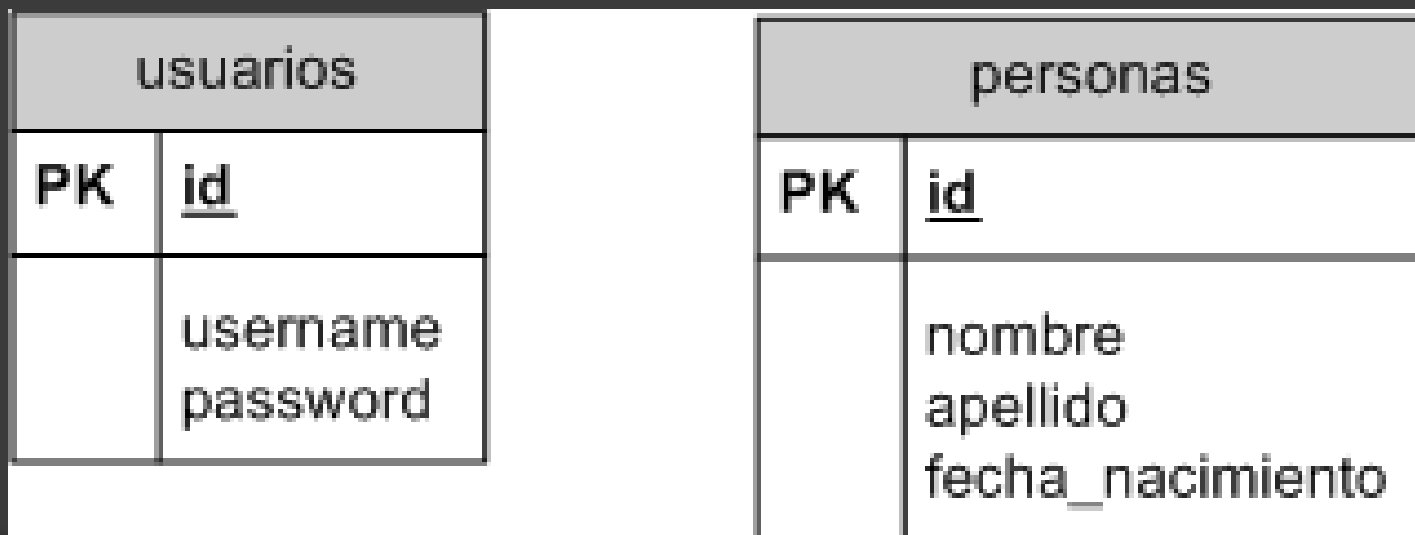 usuarios
PK id
username
password
personas
PK id
nombre
apellido
fecha_nacimiento